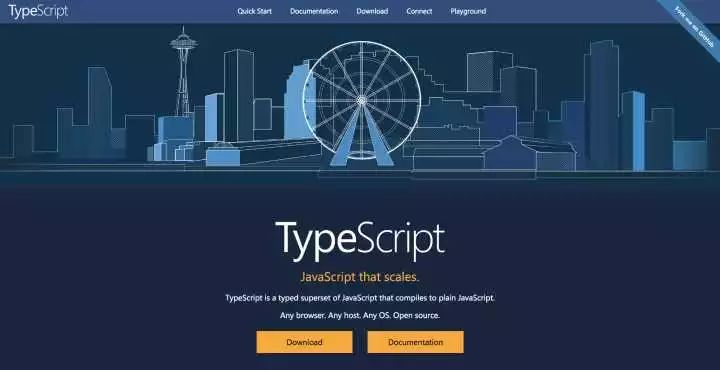 TypeScript
Quick Start Documentation Download Connect Playground
Fork me on GitHub
TypeScript
JavaScript that scales.
TypeScript is a typed superset of JavaScript that compiles to plain JavaScript.
Any browser. Any host. Any OS. Open source.
Download Documentation